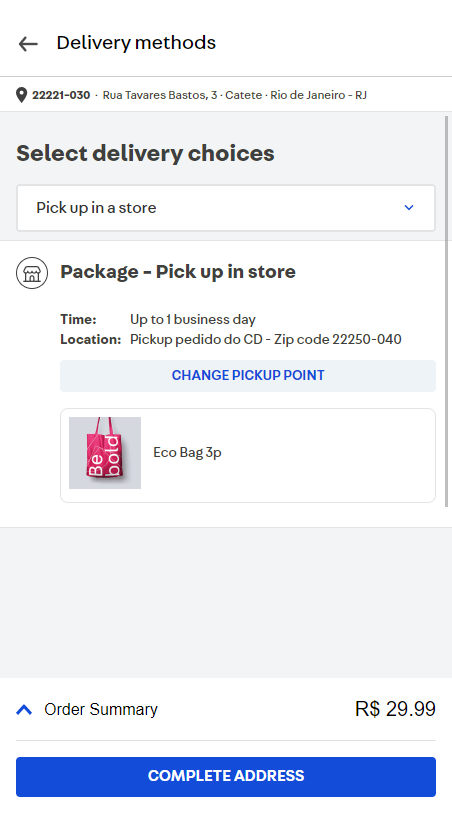 Delivery methods
22221-030 · Rua Tavares Bastos, 3 · Catete · Rio de Janeiro - RJ
Select delivery choices
Pick up in a store
Package - Pick up in store
Time: Up to 1 business day
Location: Pickup pedido do CD - Zip code 22250-040
CHANGE PICKUP POINT
Be
bold
Eco Bag 3p
Order Summary R$ 29.99
COMPLETE ADDRESS